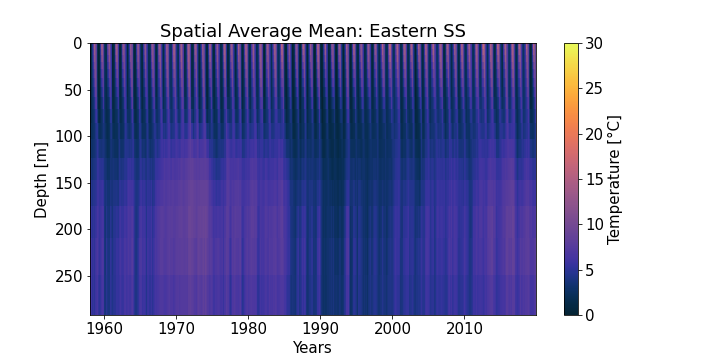 Spatial Average Mean: Eastern SS
0
50
100
150
200
250
Depth [m]
1960 1970 1980 1990 2000 2010
Years
30
25
20
15
10
5
0
Temperature [°C]